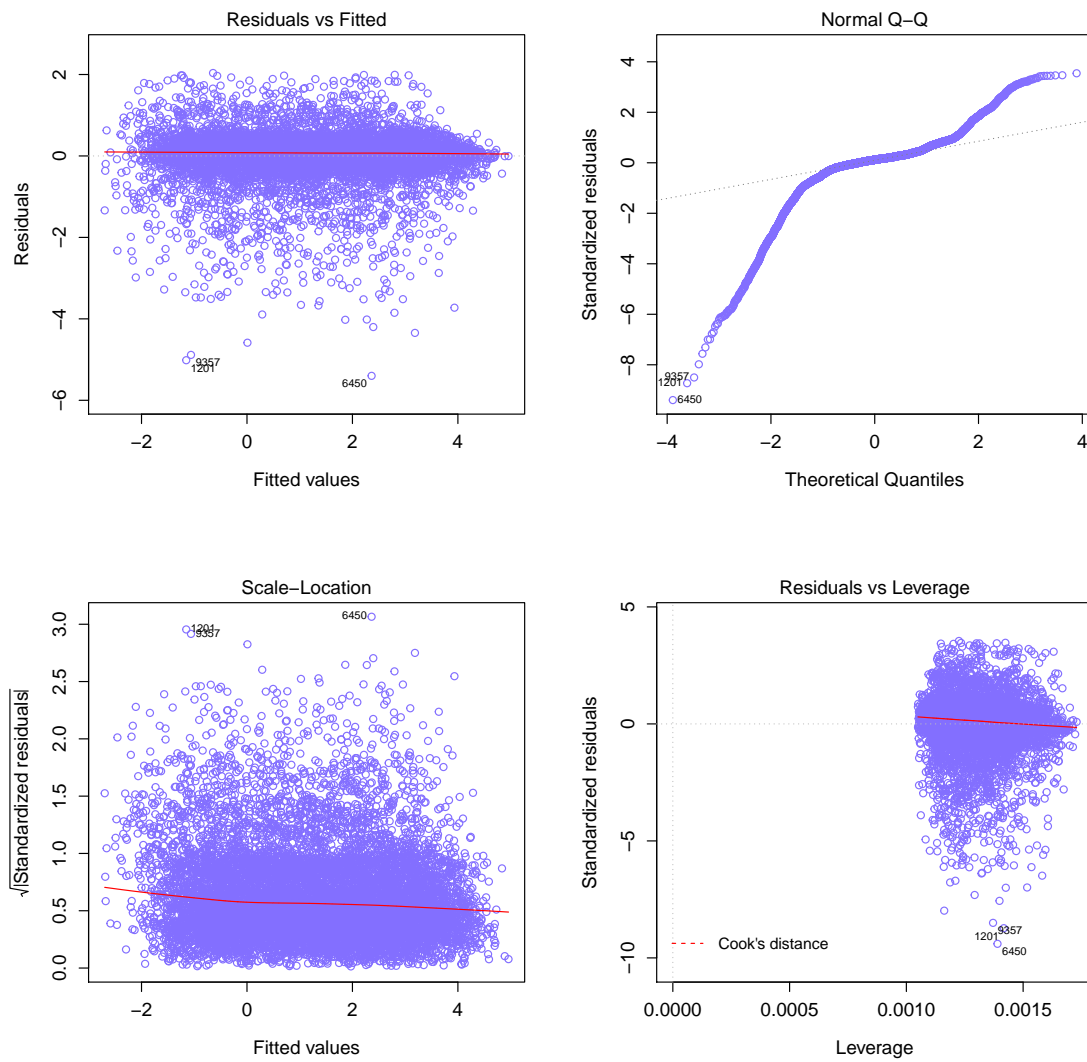 Residuals vs Fitted
2
0
−2
−4
−6
Residuals
9357
1201
6450
−2 0 2 4
Fitted values
Normal Q−Q
4
2
0
−2
−4
−6
−8
Standardized residuals
9357
1201
6450
−4 −2 0 2 4
Theoretical Quantiles
Scale−Location
3.0
2.5
2.0
1.5
1.0
0.5
0.0
√|Standardized residuals|
6450
1201
9357
−2 0 2 4
Fitted values
Residuals vs Leverage
5
0
−5
−10
Standardized residuals
9357
1201
6450
Cook's distance
0.0000 0.0005 0.0010 0.0015
Leverage